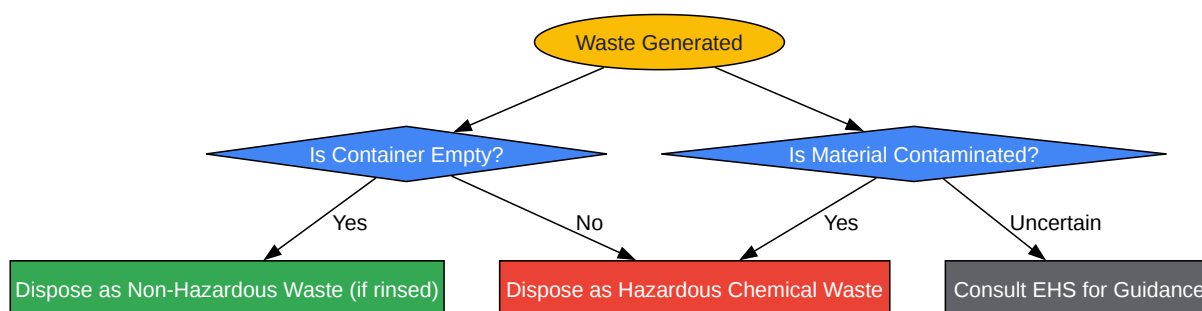 Waste Generated
Is Container Empty?
Is Material Contaminated?
Yes
No
Yes
Uncertain
Dispose as Non-Hazardous Waste (if rinsed)
Dispose as Hazardous Chemical Waste
Consult EHS for Guidance